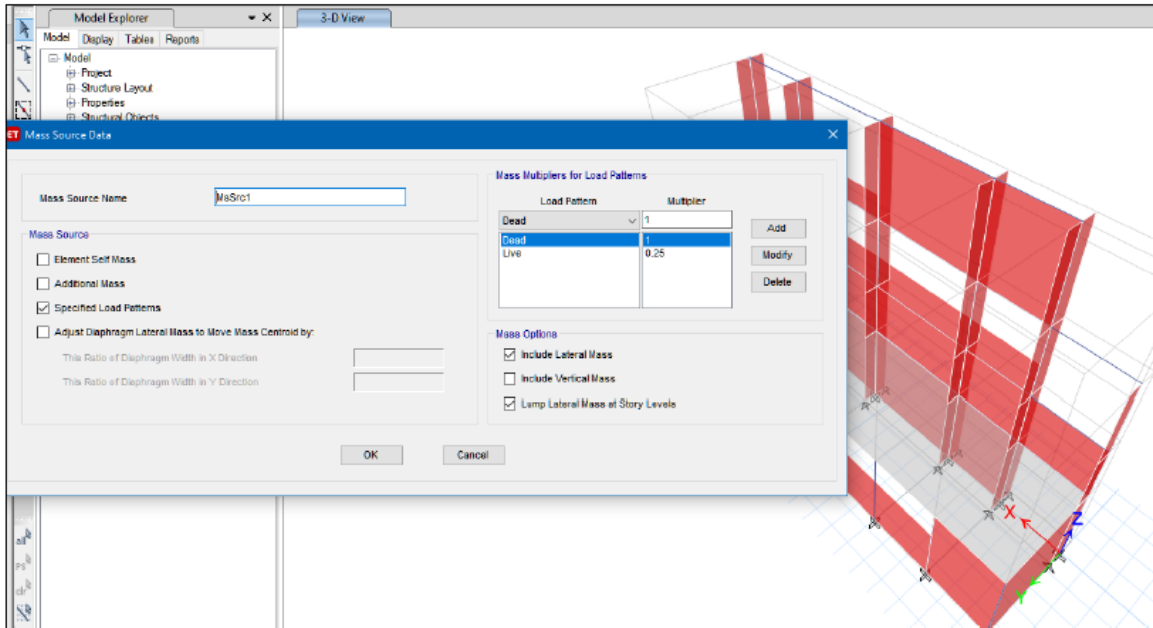 Model Explorer
3-D View
Model Display Tables Reports
Model
Project
Structure Layout
Properties
Structural Objects
ET Mass Source Data
Mass Source Name MsSrc1
Mass Source
Element Self Mass
Additional Mass
Specified Load Patterns
Adjust Diaphragm Lateral Mass to Move Mass Centroid by:
This Ratio of Diaphragm Width in X Direction
This Ratio of Diaphragm Width in Y Direction
Mass Multipliers for Load Patterns
Load Pattern Multiplier
Dead 1
Dead 1
Live 0.25
Add
Modify
Delete
Mass Options
Include Lateral Mass
Include Vertical Mass
Lump Lateral Mass at Story Levels
OK Cancel
all
ps
clr
X
Z
Y